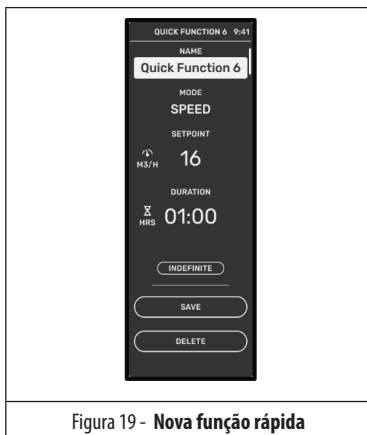 QUICK FUNCTION 6 9:41
NAME
Quick Function 6
MODE
SPEED
SETPOINT
M3/H 16
DURATION
HRS 01:00
INDEFINITE
SAVE
DELETE
Figura 19 - Nova função rápida